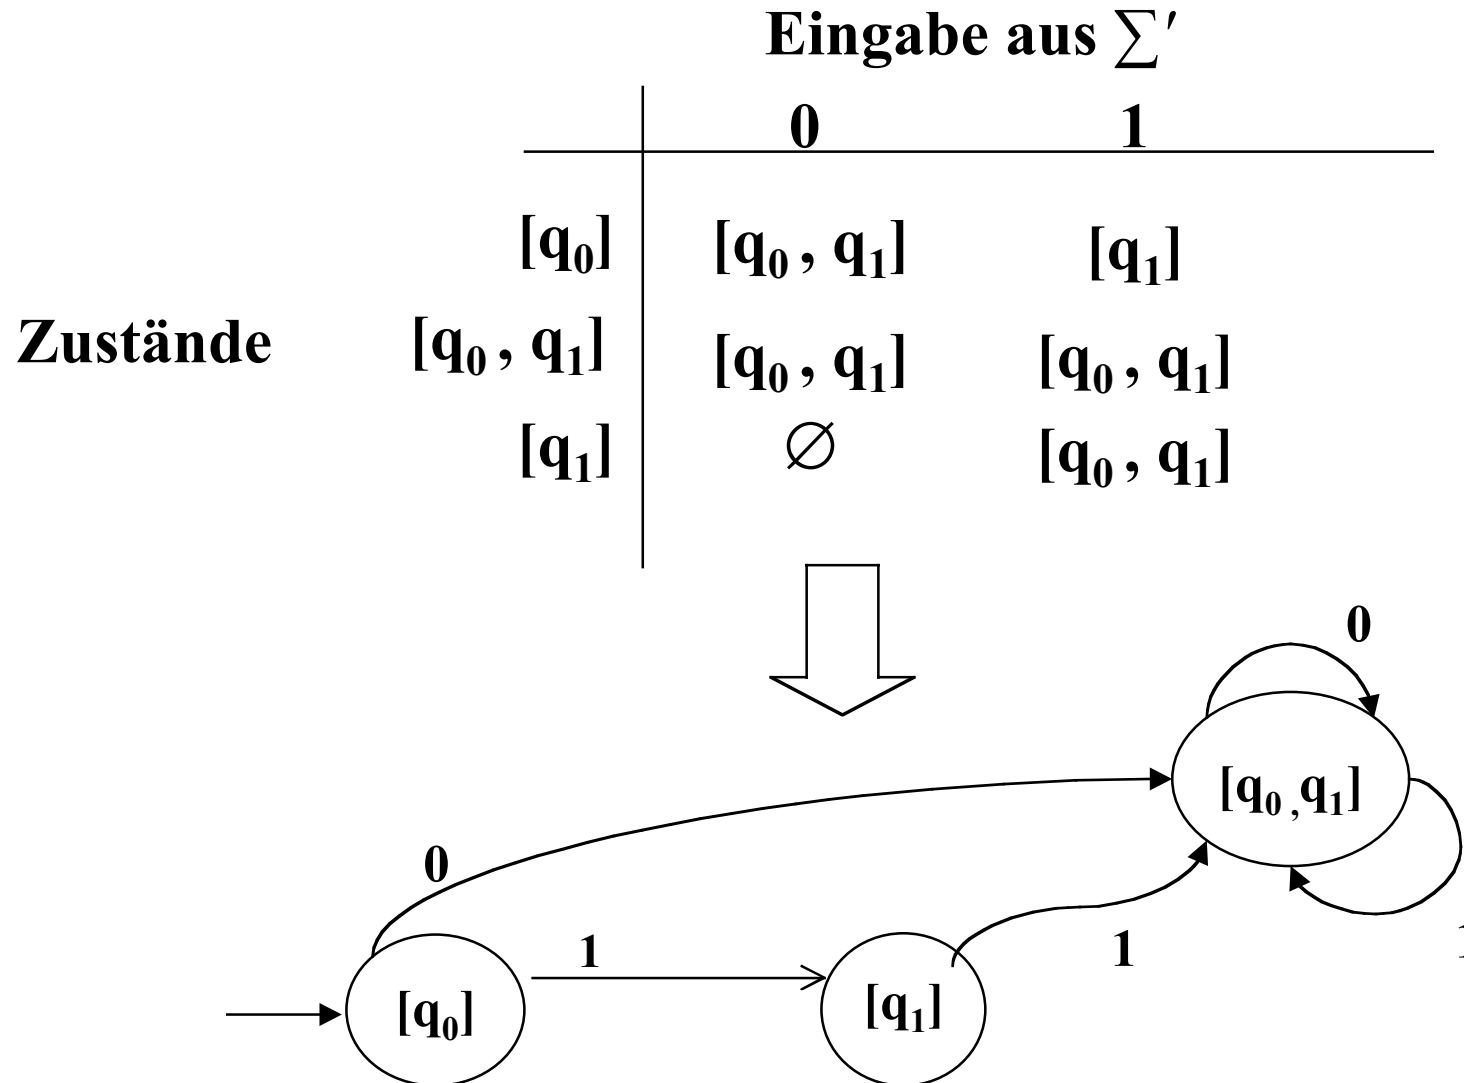 Eingabe aus ∑′
0 1
[q₀] [q₀ , q₁] [q₁]
Zustände [q₀ , q₁] [q₀ , q₁] [q₀ , q₁]
[q₁] ∅ [q₀ , q₁]
0
[q₀ ,q₁]
0
1
1
1
[q₀]
[q₁]